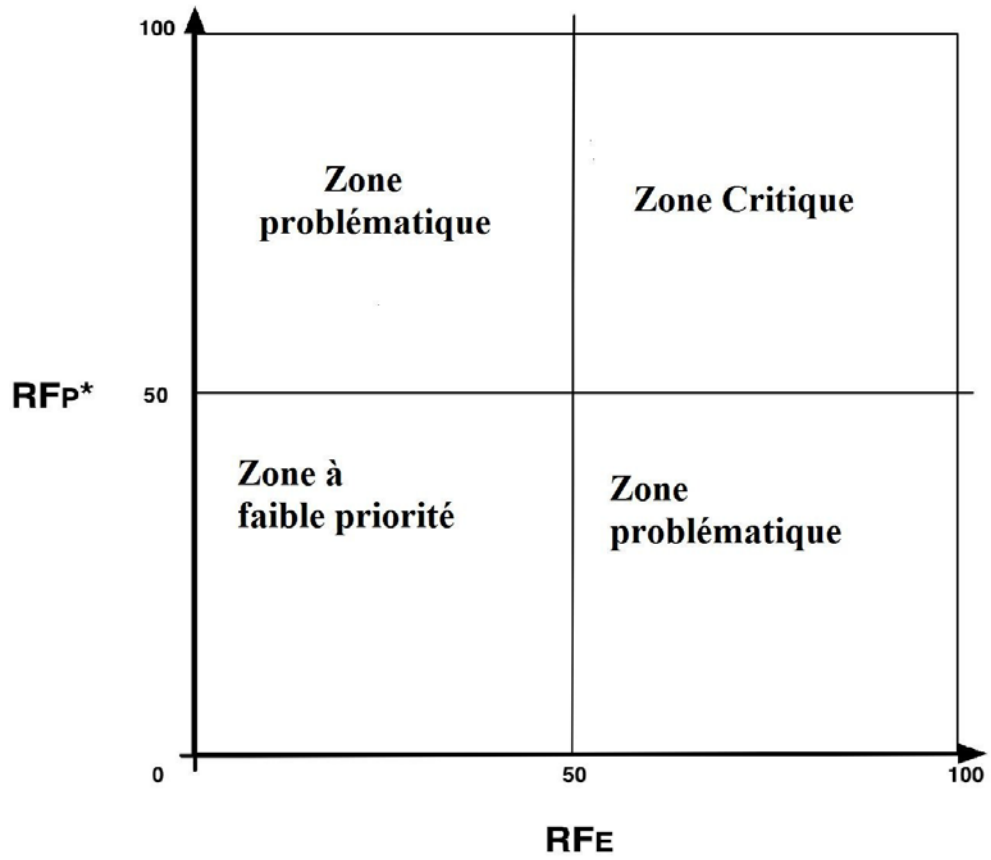 100
Zone
problématique
Zone Critique
RFP*
50
Zone à
faible priorité
Zone
problématique
0
50
100
RFE